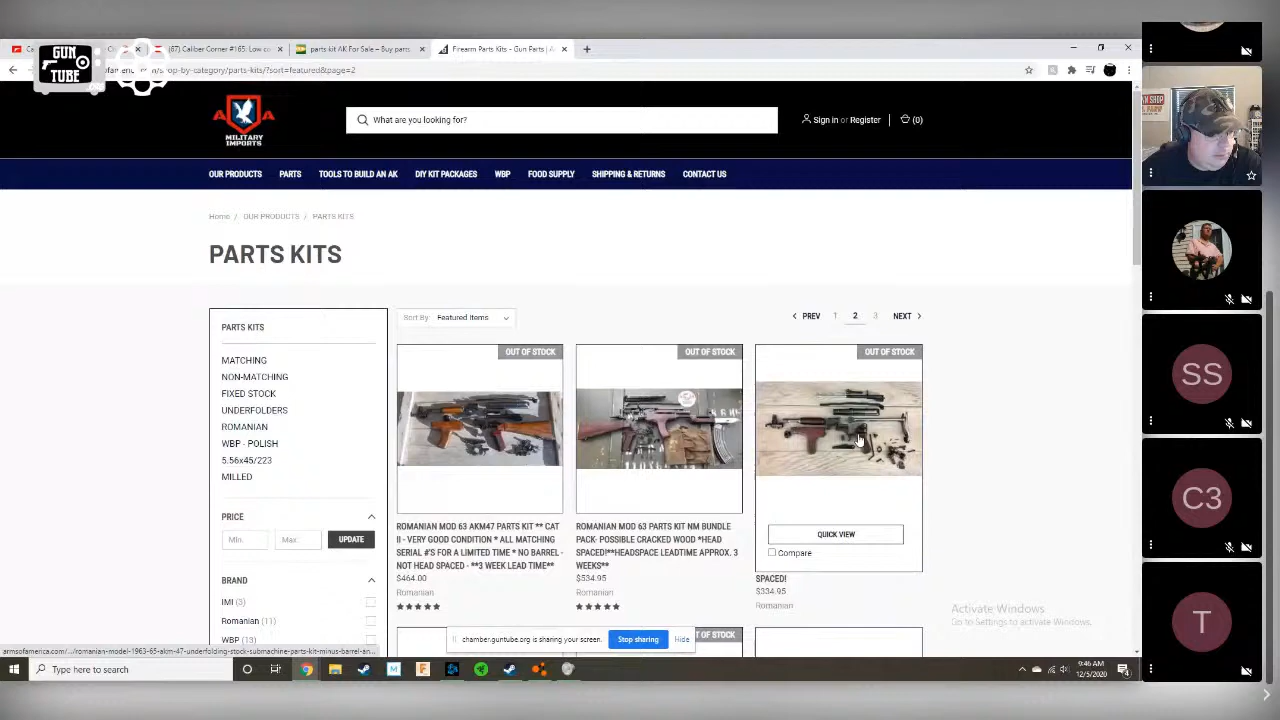 GUN
TUBE
(87) Caliber Corner #165: Low c
parts kit AK For Sale – Buy parts
Firearm Parts Kits - Gun Parts | A
op-by-category/parts-kits/?sort=featured&page=2
A A
MILITARY
IMPORTS
What are you looking for?
Sign in or Register
(0)
OUR PRODUCTS PARTS TOOLS TO BUILD AN AK DIY KIT PACKAGES WBP FOOD SUPPLY SHIPPING & RETURNS CONTACT US
Home / OUR PRODUCTS / PARTS KITS
PARTS KITS
PARTS KITS
MATCHING
NON-MATCHING
FIXED STOCK
UNDERFOLDERS
ROMANIAN
WBP - POLISH
5.56x45/223
MILLED
PRICE
Min. Max. UPDATE
BRAND
IMI (3)
Romanian (11)
WBP (13)
Sort By: Featured Items
PREV 1 2 3 NEXT
OUT OF STOCK
ROMANIAN MOD 63 AKM47 PARTS KIT ** CAT
II - VERY GOOD CONDITION * ALL MATCHING
SERIAL #'S FOR A LIMITED TIME * NO BARREL -
NOT HEAD SPACED - **3 WEEK LEAD TIME**
$464.00
Romanian
OUT OF STOCK
ROMANIAN MOD 63 PARTS KIT NM BUNDLE
PACK- POSSIBLE CRACKED WOOD *HEAD
SPACED!**HEADSPACE LEADTIME APPROX. 3
WEEKS**
$534.95
Romanian
OUT OF STOCK
QUICK VIEW
Compare
SPACED!
$334.95
Romanian
T OF STOCK
chamber.guntube.org is sharing your screen. Stop sharing Hide
Activate Windows
Go to Settings to activate Windows.
armsofamerica.com/.../romanian-model-1963-65-akm-47-underfolding-stock-submachine-parts-kit-minus-barrel-an...
Type here to search
9:46 AM
12/5/2020
SS
C3
T